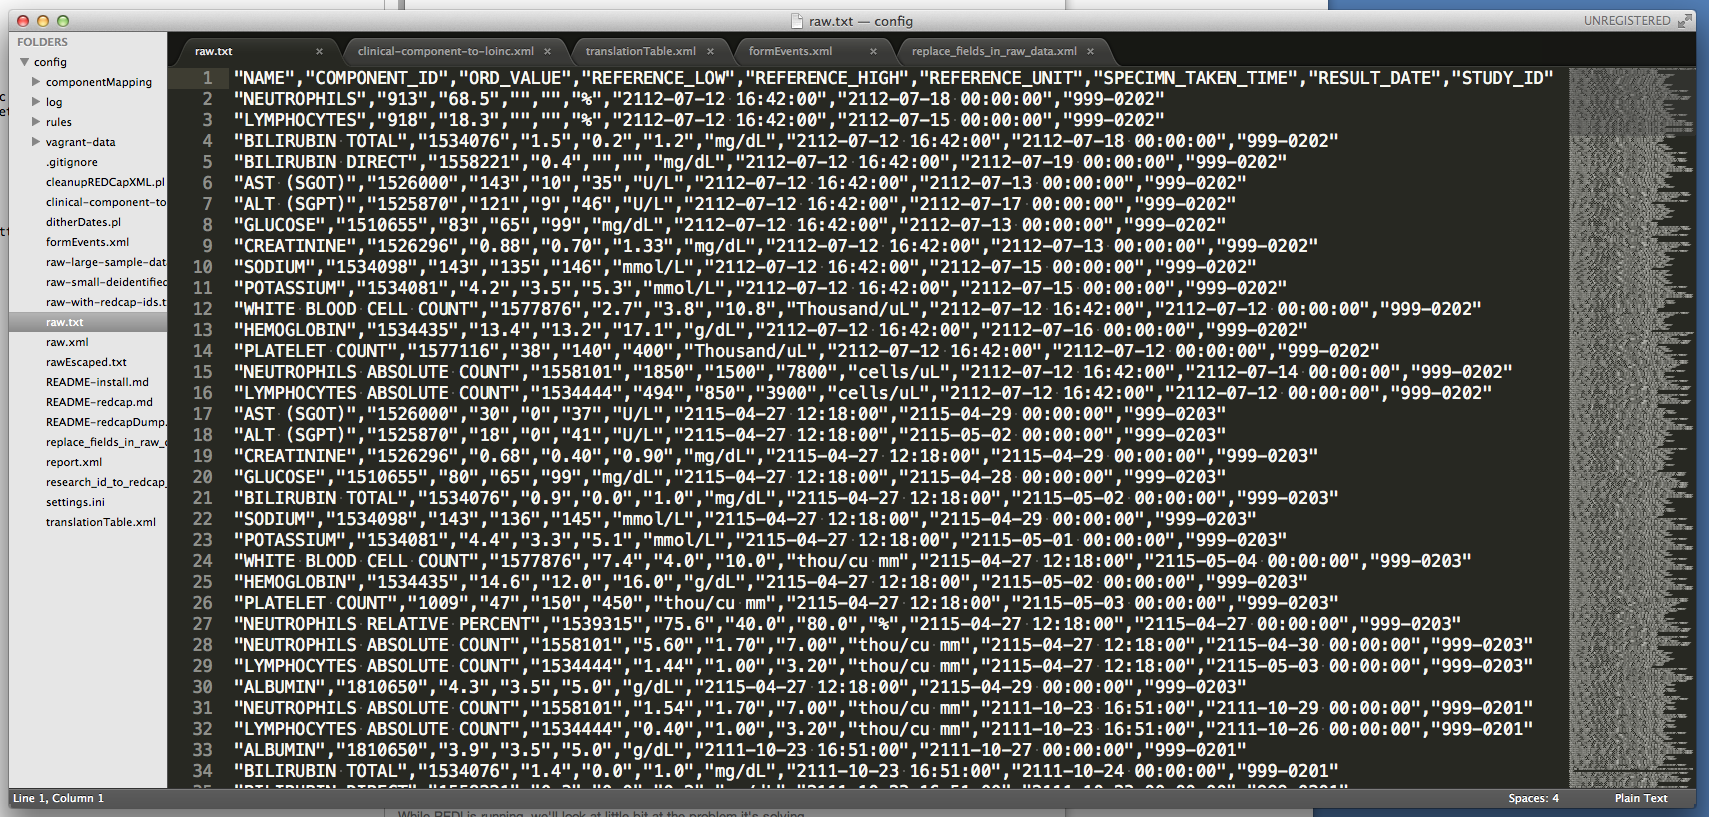 raw.txt — config
UNREGISTERED
FOLDERS
config
componentMapping
log
rules
vagrant-data
.gitignore
cleanupREDCapXML.pl
clinical-component-to
ditherDates.pl
formEvents.xml
raw-large-sample-dat
raw-small-deidentified
raw-with-redcap-ids.t
raw.txt
raw.xml
rawEscaped.txt
README-install.md
README-redcap.md
README-redcapDump.
replace_fields_in_raw_
report.xml
research_id_to_redcap_
settings.ini
translationTable.xml
raw.txt × clinical-component-to-loinc.xml × translationTable.xml × formEvents.xml × replace_fields_in_raw_data.xml ×
1 "NAME","COMPONENT_ID","ORD_VALUE","REFERENCE_LOW","REFERENCE_HIGH","REFERENCE_UNIT","SPECIMN_TAKEN_TIME","RESULT_DATE","STUDY_ID"
2 "NEUTROPHILS","913","68.5","","","%","2112-07-12 16:42:00","2112-07-18 00:00:00","999-0202"
3 "LYMPHOCYTES","918","18.3","","","%","2112-07-12 16:42:00","2112-07-15 00:00:00","999-0202"
4 "BILIRUBIN TOTAL","1534076","1.5","0.2","1.2","mg/dL","2112-07-12 16:42:00","2112-07-18 00:00:00","999-0202"
5 "BILIRUBIN DIRECT","1558221","0.4","","","mg/dL","2112-07-12 16:42:00","2112-07-19 00:00:00","999-0202"
6 "AST (SGOT)","1526000","143","10","35","U/L","2112-07-12 16:42:00","2112-07-13 00:00:00","999-0202"
7 "ALT (SGPT)","1525870","121","9","46","U/L","2112-07-12 16:42:00","2112-07-17 00:00:00","999-0202"
8 "GLUCOSE","1510655","83","65","99","mg/dL","2112-07-12 16:42:00","2112-07-13 00:00:00","999-0202"
9 "CREATININE","1526296","0.88","0.70","1.33","mg/dL","2112-07-12 16:42:00","2112-07-13 00:00:00","999-0202"
10 "SODIUM","1534098","143","135","146","mmol/L","2112-07-12 16:42:00","2112-07-15 00:00:00","999-0202"
11 "POTASSIUM","1534081","4.2","3.5","5.3","mmol/L","2112-07-12 16:42:00","2112-07-15 00:00:00","999-0202"
12 "WHITE BLOOD CELL COUNT","1577876","2.7","3.8","10.8","Thousand/uL","2112-07-12 16:42:00","2112-07-12 00:00:00","999-0202"
13 "HEMOGLOBIN","1534435","13.4","13.2","17.1","g/dL","2112-07-12 16:42:00","2112-07-16 00:00:00","999-0202"
14 "PLATELET COUNT","1577116","38","140","400","Thousand/uL","2112-07-12 16:42:00","2112-07-12 00:00:00","999-0202"
15 "NEUTROPHILS ABSOLUTE COUNT","1558101","1850","1500","7800","cells/uL","2112-07-12 16:42:00","2112-07-14 00:00:00","999-0202"
16 "LYMPHOCYTES ABSOLUTE COUNT","1534444","494","850","3900","cells/uL","2112-07-12 16:42:00","2112-07-12 00:00:00","999-0202"
17 "AST (SGOT)","1526000","30","0","37","U/L","2115-04-27 12:18:00","2115-04-29 00:00:00","999-0203"
18 "ALT (SGPT)","1525870","18","0","41","U/L","2115-04-27 12:18:00","2115-05-02 00:00:00","999-0203"
19 "CREATININE","1526296","0.68","0.40","0.90","mg/dL","2115-04-27 12:18:00","2115-04-29 00:00:00","999-0203"
20 "GLUCOSE","1510655","80","65","99","mg/dL","2115-04-27 12:18:00","2115-04-28 00:00:00","999-0203"
21 "BILIRUBIN TOTAL","1534076","0.9","0.0","1.0","mg/dL","2115-04-27 12:18:00","2115-05-02 00:00:00","999-0203"
22 "SODIUM","1534098","143","136","145","mmol/L","2115-04-27 12:18:00","2115-04-29 00:00:00","999-0203"
23 "POTASSIUM","1534081","4.4","3.3","5.1","mmol/L","2115-04-27 12:18:00","2115-05-01 00:00:00","999-0203"
24 "WHITE BLOOD CELL COUNT","1577876","7.4","4.0","10.0","thou/cu mm","2115-04-27 12:18:00","2115-05-04 00:00:00","999-0203"
25 "HEMOGLOBIN","1534435","14.6","12.0","16.0","g/dL","2115-04-27 12:18:00","2115-05-02 00:00:00","999-0203"
26 "PLATELET COUNT","1009","47","150","450","thou/cu mm","2115-04-27 12:18:00","2115-05-03 00:00:00","999-0203"
27 "NEUTROPHILS RELATIVE PERCENT","1539315","75.6","40.0","80.0","%","2115-04-27 12:18:00","2115-04-27 00:00:00","999-0203"
28 "NEUTROPHILS ABSOLUTE COUNT","1558101","5.60","1.70","7.00","thou/cu mm","2115-04-27 12:18:00","2115-04-30 00:00:00","999-0203"
29 "LYMPHOCYTES ABSOLUTE COUNT","1534444","1.44","1.00","3.20","thou/cu mm","2115-04-27 12:18:00","2115-05-03 00:00:00","999-0203"
30 "ALBUMIN","1810650","4.3","3.5","5.0","g/dL","2115-04-27 12:18:00","2115-04-29 00:00:00","999-0203"
31 "NEUTROPHILS ABSOLUTE COUNT","1558101","1.54","1.70","7.00","thou/cu mm","2111-10-23 16:51:00","2111-10-29 00:00:00","999-0201"
32 "LYMPHOCYTES ABSOLUTE COUNT","1534444","0.40","1.00","3.20","thou/cu mm","2111-10-23 16:51:00","2111-10-26 00:00:00","999-0201"
33 "ALBUMIN","1810650","3.9","3.5","5.0","g/dL","2111-10-23 16:51:00","2111-10-27 00:00:00","999-0201"
34 "BILIRUBIN TOTAL","1534076","1.4","0.0","1.0","mg/dL","2111-10-23 16:51:00","2111-10-24 00:00:00","999-0201"
Line 1, Column 1
Spaces: 4
Plain Text